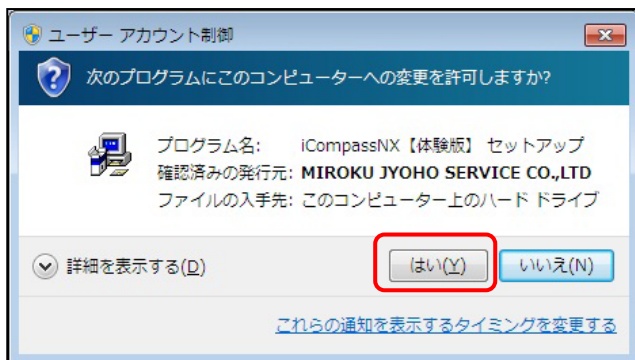 ユーザー アカウント制御
次のプログラムにこのコンピューターへの変更を許可しますか?
プログラム名: iCompassNX【体験版】 セットアップ
確認済みの発行元: MIROKU JYOHO SERVICE CO.,LTD
ファイルの入手先: このコンピューター上のハード ドライブ
詳細を表示する(D) はい(Y) いいえ(N)
これらの通知を表示するタイミングを変更する